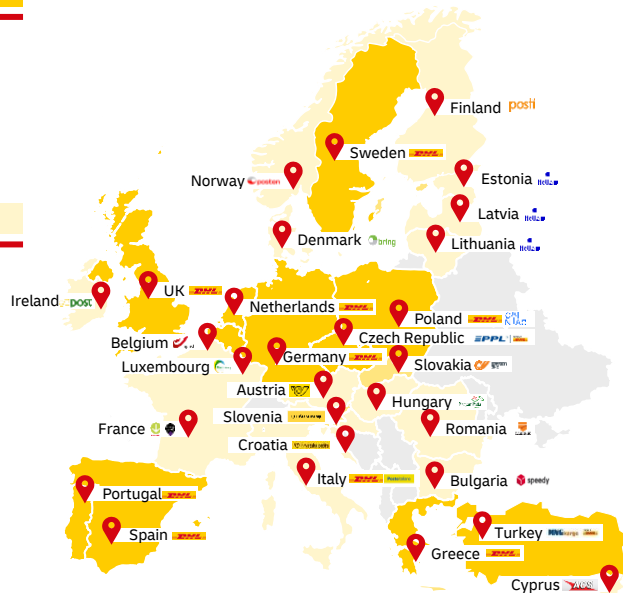 Finland posti
Sweden DHL
Norway posten
Estonia
Latvia
Denmark bring
Lithuania
UK DHL
Ireland post
Netherlands DHL
Poland DHL
Belgium
Czech Republic PPL
Germany DHL
Luxembourg
Slovakia
Austria
Hungary
Slovenia
France
Romania
Croatia
Italy DHL
Bulgaria speedy
Portugal DHL
Spain DHL
Turkey
Greece DHL
Cyprus